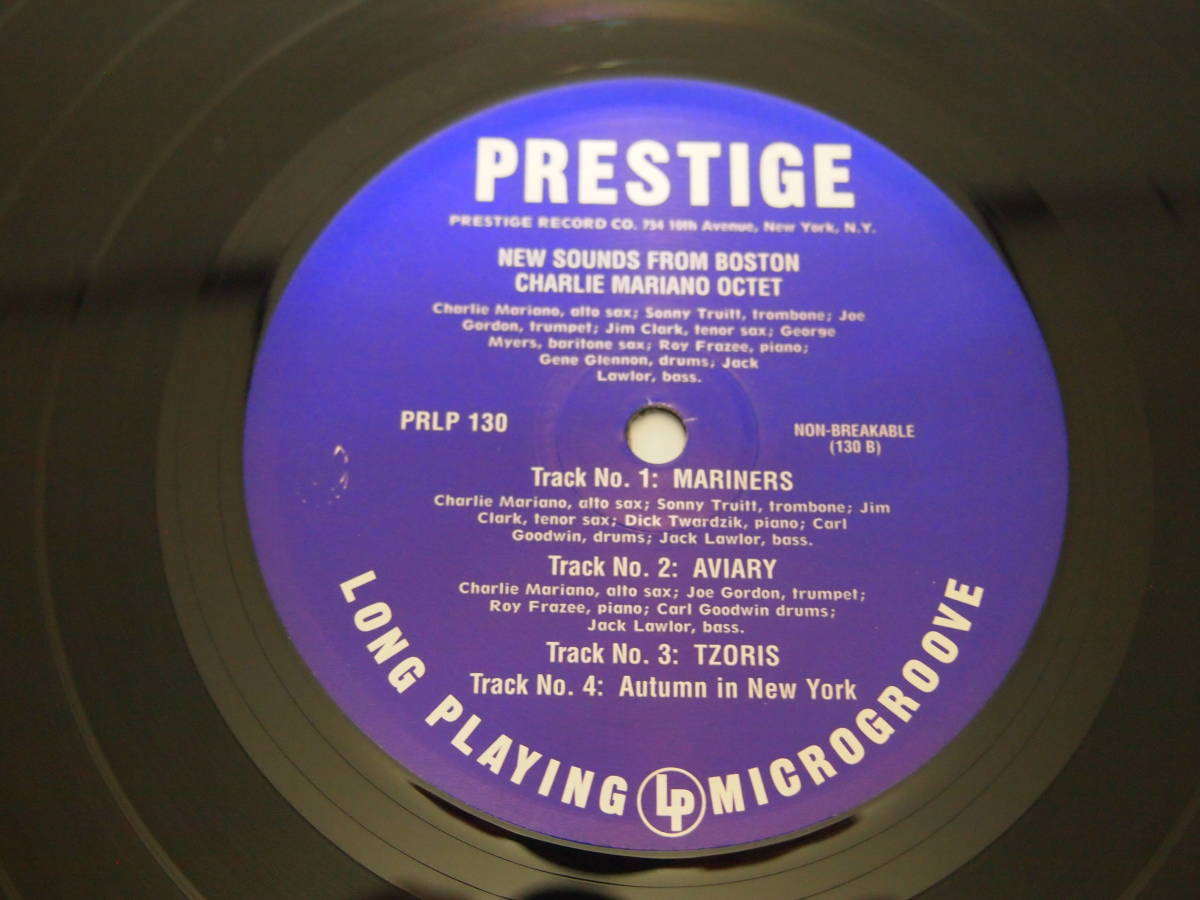 PRESTIGE
PRESTIGE RECORD CO. 754 10th Avenue, New York, N.Y.
NEW SOUNDS FROM BOSTON
CHARLIE MARIANO OCTET
Charlie Mariano, alto sax; Sonny Truitt, trombone; Joe
Gordon, trumpet; Jim Clark, tenor sax; George
Myers, baritone sax; Roy Frazee, piano;
Gene Glennon, drums; Jack
Lawlor, bass.
PRLP 130
NON-BREAKABLE
(130 B)
Track No. 1: MARINERS
Charlie Mariano, alto sax; Sonny Truitt, trombone; Jim
Clark, tenor sax; Dick Twardzik, piano; Carl
Goodwin, drums; Jack Lawlor, bass.
Track No. 2: AVIARY
Charlie Mariano, alto sax; Joe Gordon, trumpet;
Roy Frazee, piano; Carl Goodwin drums;
Jack Lawlor, bass.
Track No. 3: TZORIS
Track No. 4: Autumn in New York
LONG PLAYING LP MICROGROOVE